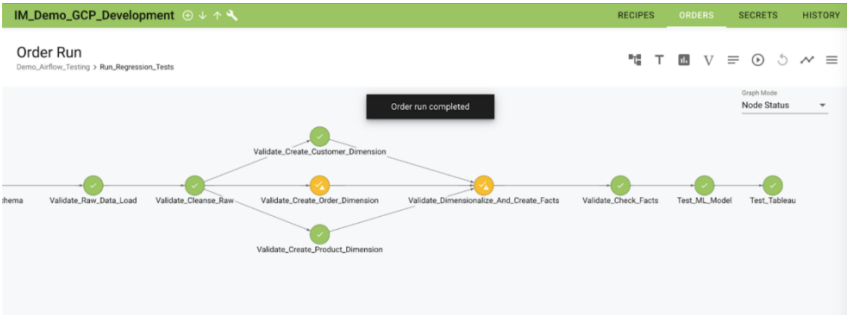 IM_Demo_GCP_Development
RECIPES ORDERS SECRETS HISTORY
Order Run
Demo_Airflow_Testing > Run_Regression_Tests
T V
Order run completed
Graph Mode
Node Status
Validate_Create_Customer_Dimension
hema Validate_Raw_Data_Load Validate_Cleanse_Raw Validate_Create_Order_Dimension Validate_Dimensionalize_And_Create_Facts Validate_Check_Facts Test_ML_Model Test_Tableau
Validate_Create_Product_Dimension